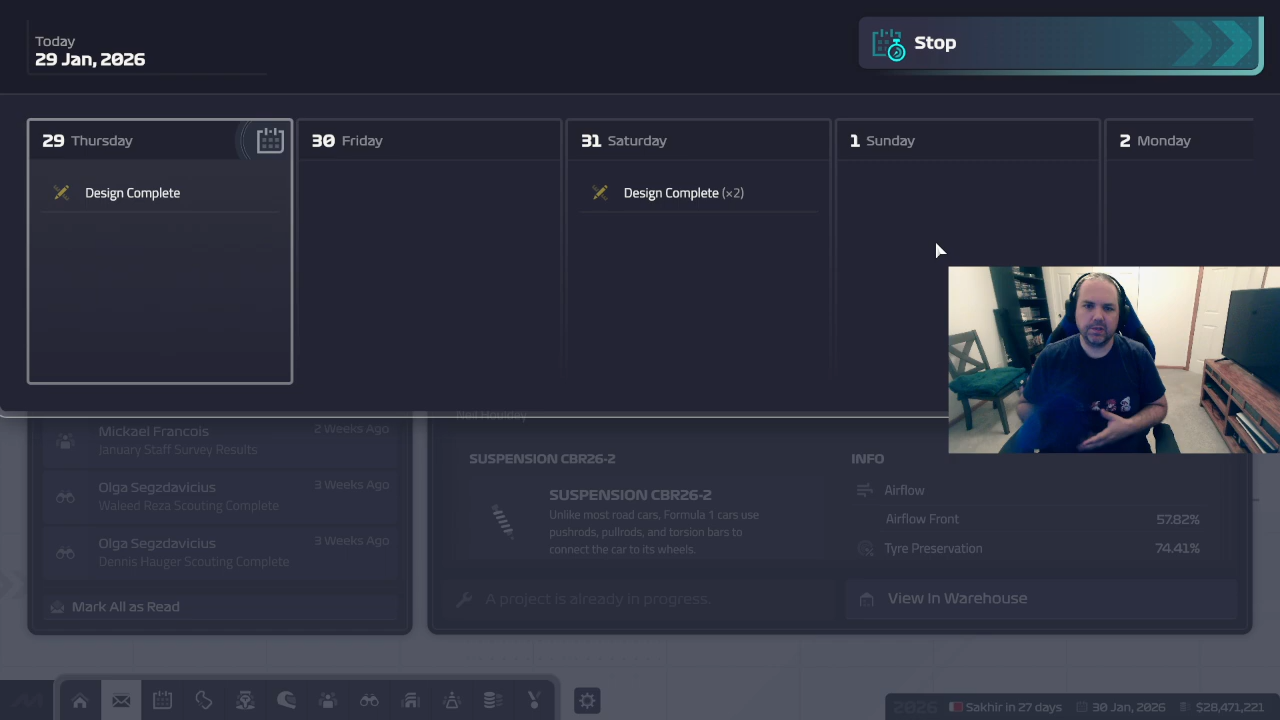 Today
29 Jan, 2026
Stop
29 Thursday
30 Friday
31 Saturday
1 Sunday
2 Monday
Design Complete
Design Complete (×2)
Mickael Francois
2 Weeks Ago
January Staff Survey Results
Olga Segzdavicius
3 Weeks Ago
Waleed Reza Scouting Complete
Olga Segzdavicius
3 Weeks Ago
Dennis Hauger Scouting Complete
Mark All as Read
SUSPENSION CBR26-2
SUSPENSION CBR26-2
Unlike most road cars, Formula 1 cars use
pushrods, pullrods, and torsion bars to
connect the car to its wheels.
A project is already in progress.
INFO
Airflow
Airflow Front 57.82%
Tyre Preservation 74.41%
View In Warehouse
2026 Sakhir in 27 days 30 Jan, 2026 $28,471,221